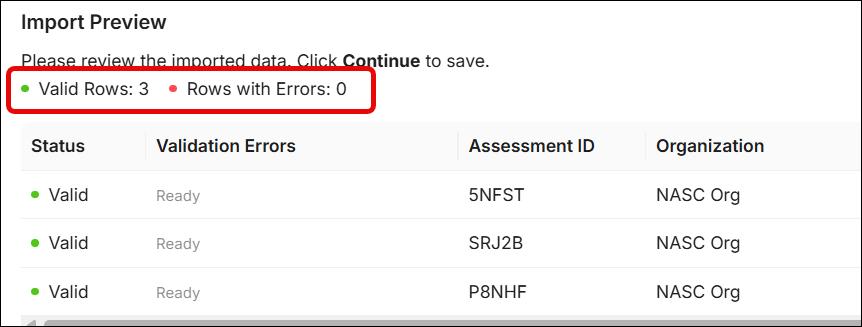 Import Preview
Please review the imported data. Click Continue to save.
Valid Rows: 3 Rows with Errors: 0
Status Validation Errors Assessment ID Organization
Valid Ready 5NFST NASC Org
Valid Ready SRJ2B NASC Org
Valid Ready P8NHF NASC Org